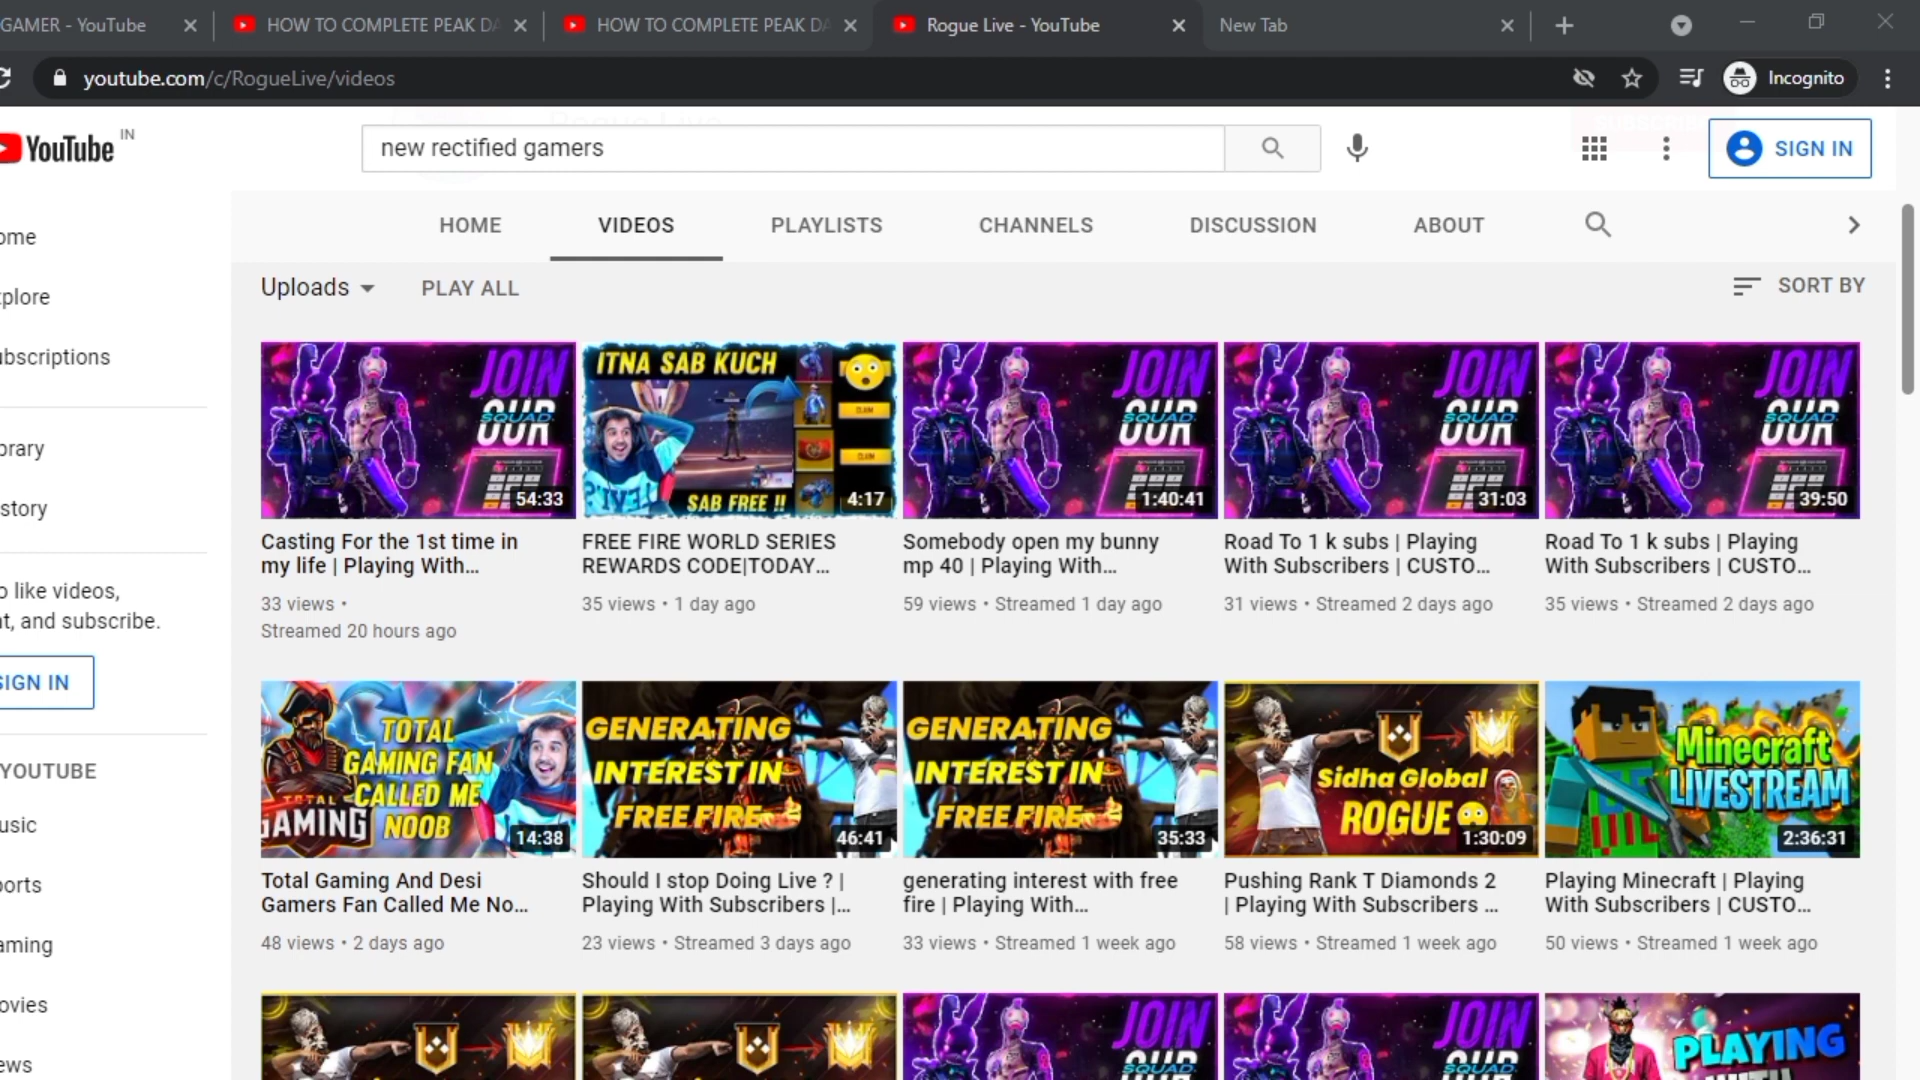 GAMER - YouTube
HOW TO COMPLETE PEAK DA
HOW TO COMPLETE PEAK DA
Rogue Live - YouTube
New Tab
youtube.com/c/RogueLive/videos
Incognito
YouTube IN
new rectified gamers
SIGN IN
HOME VIDEOS PLAYLISTS CHANNELS DISCUSSION ABOUT
ome
xplore
ubscriptions
brary
story
o like videos,
nt, and subscribe.
SIGN IN
YOUTUBE
usic
ports
aming
ovies
ews
Uploads PLAY ALL SORT BY
JOIN
OUR
SQUAD
54:33
Casting For the 1st time in
my life | Playing With...
33 views •
Streamed 20 hours ago
ITNA SAB KUCH
CLAIM
CLAIM
SAB FREE !!
4:17
FREE FIRE WORLD SERIES
REWARDS CODE|TODAY...
35 views • 1 day ago
JOIN
OUR
SQUAD
1:40:41
Somebody open my bunny
mp 40 | Playing With...
59 views • Streamed 1 day ago
JOIN
OUR
SQUAD
31:03
Road To 1 k subs | Playing
With Subscribers | CUSTO...
31 views • Streamed 2 days ago
JOIN
OUR
SQUAD
39:50
Road To 1 k subs | Playing
With Subscribers | CUSTO...
35 views • Streamed 2 days ago
TOTAL
GAMING FAN
CALLED ME
NOOB
TOTAL
GAMING
14:38
Total Gaming And Desi
Gamers Fan Called Me No...
48 views • 2 days ago
GENERATING
INTEREST IN
FREE FIRE
46:41
Should I stop Doing Live ? |
Playing With Subscribers |...
23 views • Streamed 3 days ago
GENERATING
INTEREST IN
FREE FIRE
35:33
generating interest with free
fire | Playing With...
33 views • Streamed 1 week ago
Sidha Global
ROGUE
1:30:09
Pushing Rank T Diamonds 2
| Playing With Subscribers ...
58 views • Streamed 1 week ago
Minecraft
LIVESTREAM
2:36:31
Playing Minecraft | Playing
With Subscribers | CUSTO...
50 views • Streamed 1 week ago
JOIN
OUR
SQUAD
JOIN
OUR
SQUAD
PLAYING